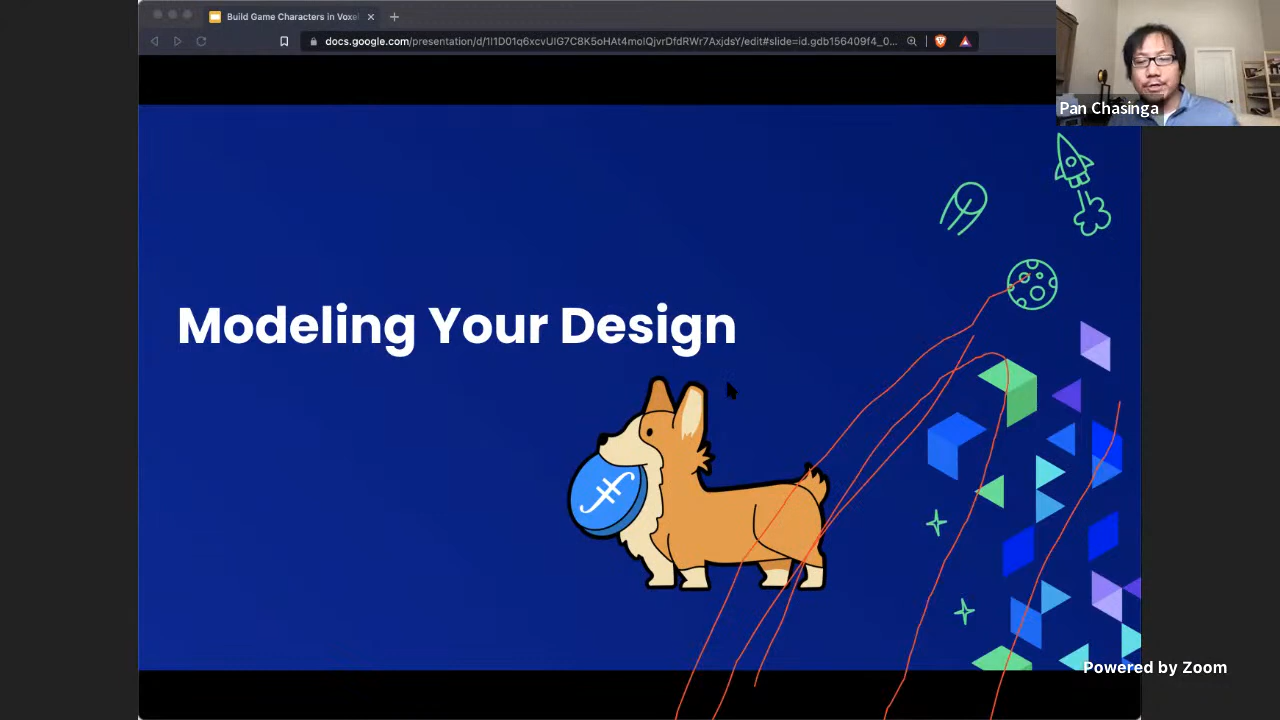 Build Game Characters in Voxel
docs.google.com/presentation/d/1I1D01q6xcvUIG7C8K5oHAt4moIQjvrDfdRWr7AxjdsY/edit#slide=id.gdb156409f4_0...
Pan Chasinga
Modeling Your Design
Powered by Zoom